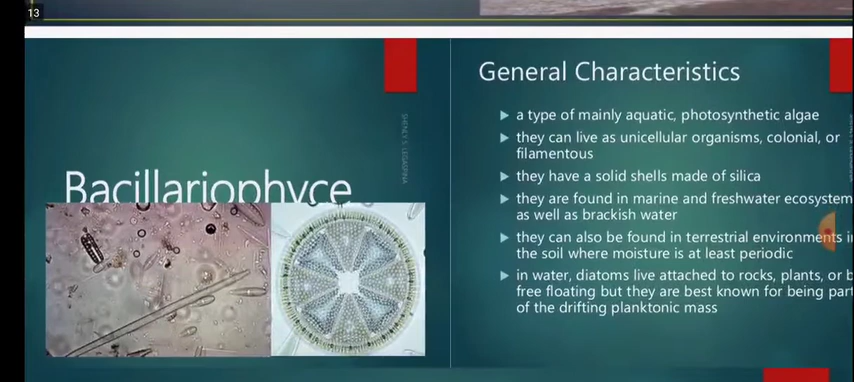 13
Bacillariophyce
General Characteristics
a type of mainly aquatic, photosynthetic algae
they can live as unicellular organisms, colonial, or
filamentous
they have a solid shells made of silica
they are found in marine and freshwater ecosystem
as well as brackish water
they can also be found in terrestrial environments i
the soil where moisture is at least periodic
in water, diatoms live attached to rocks, plants, or b
free floating but they are best known for being part
of the drifting planktonic mass